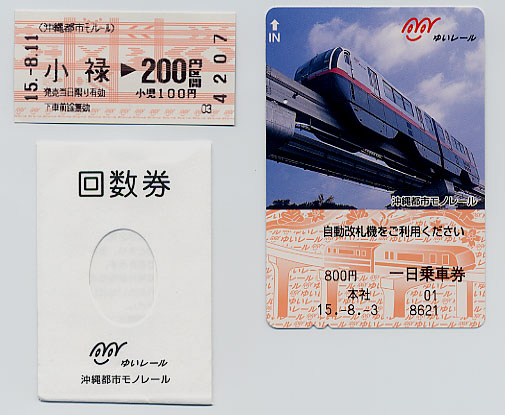 (沖縄都市モノレール)
15.-8.11
小禄▶200円区間
発売当日限り有効 小児100円
下車前途無効
03
4207
回数券
ゆいレール
沖縄都市モノレール
↑
IN
ゆいレール
沖縄都市モノレール
自動改札機をご利用ください
800円 一日乗車券
本社 01
15.-8.-3 8621